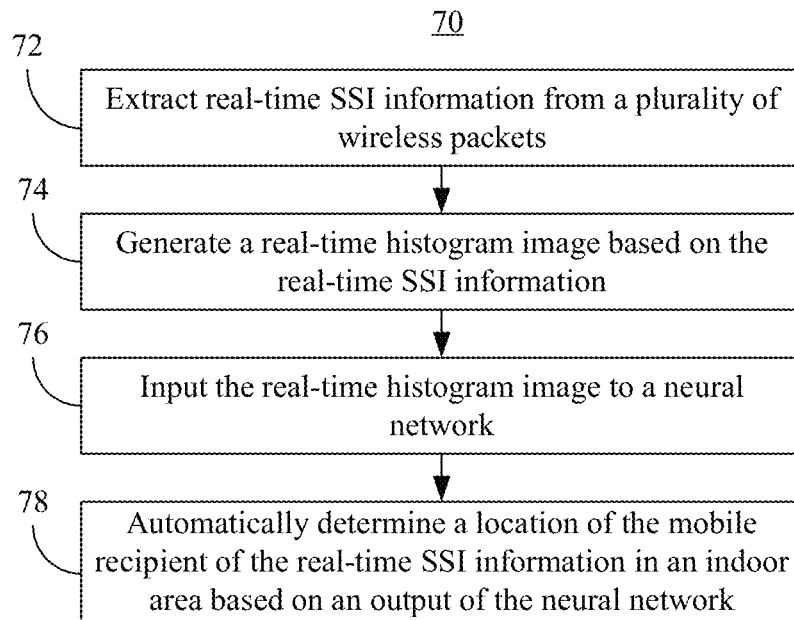 70
72
Extract real-time SSI information from a plurality of
wireless packets
74
Generate a real-time histogram image based on the
real-time SSI information
76
Input the real-time histogram image to a neural
network
78
Automatically determine a location of the mobile
recipient of the real-time SSI information in an indoor
area based on an output of the neural network